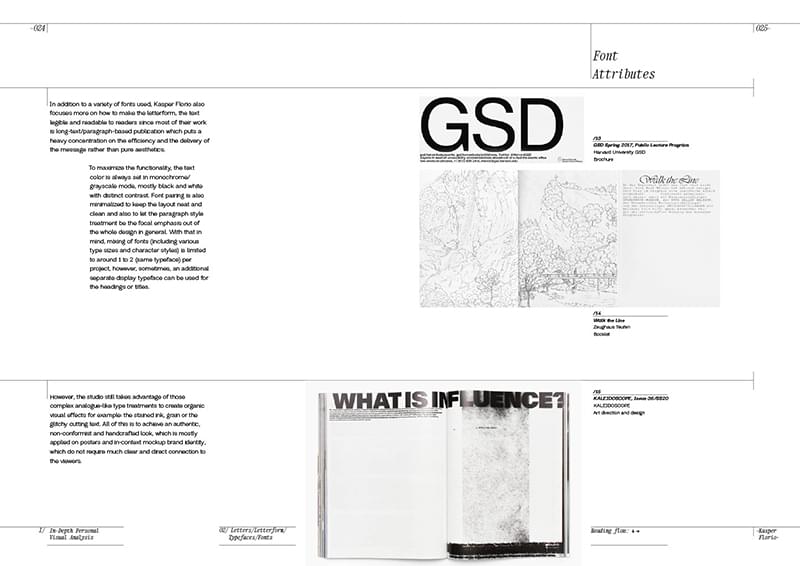 -024
025-
Font
Attributes
In addition to a variety of fonts used, Kasper Florio also
focuses more on how to make the letterform, the text
legible and readable to readers since most of their work
is long-text/paragraph-based publication which puts a
heavy concentration on the efficiency and the delivery of
the message rather than pure aesthetics.
To maximize the functionality, the text
color is always set in monochrome/
grayscale mode, mostly black and white
with distinct contrast. Font pairing is also
minimalized to keep the layout neat and
clean and also to let the paragraph style
treatment be the focal emphasis out of
the whole design in general. With that in
mind, mixing of fonts (including various
type sizes and character styles) is limited
to around 1 to 2 (same typeface) per
project, however, sometimes, an additional
separate display typeface can be used for
the headings or titles.
GSD
/13
GSD Spring 2017, Public Lecture Progrčss
Harvard University GSD
Brochure
Walk the Line
/14
Walk the Line
Zeughaus Teufen
Booklet
However, the studio still takes advantage of those
complex analogue-like type treatments to create organic
visual effects for example: the stained ink, grain or the
glitchy cutting text. All of this is to achieve an authentic,
non-conformist and handcrafted look, which is mostly
applied on posters and in-context mockup brand identity,
which do not require much clear and direct connection to
the viewers.
WHAT IS INFLUENCE?
/15
KALEIDOSCOPE, Issue-36/SS20
KALEIDOSCOPE
Art direction and design
1/ In-Depth Personal
Visual Analysis
02/ Letters/Letterform/
Typefaces/Fonts
Reading flow: ↓→
-Kasper
Florio-